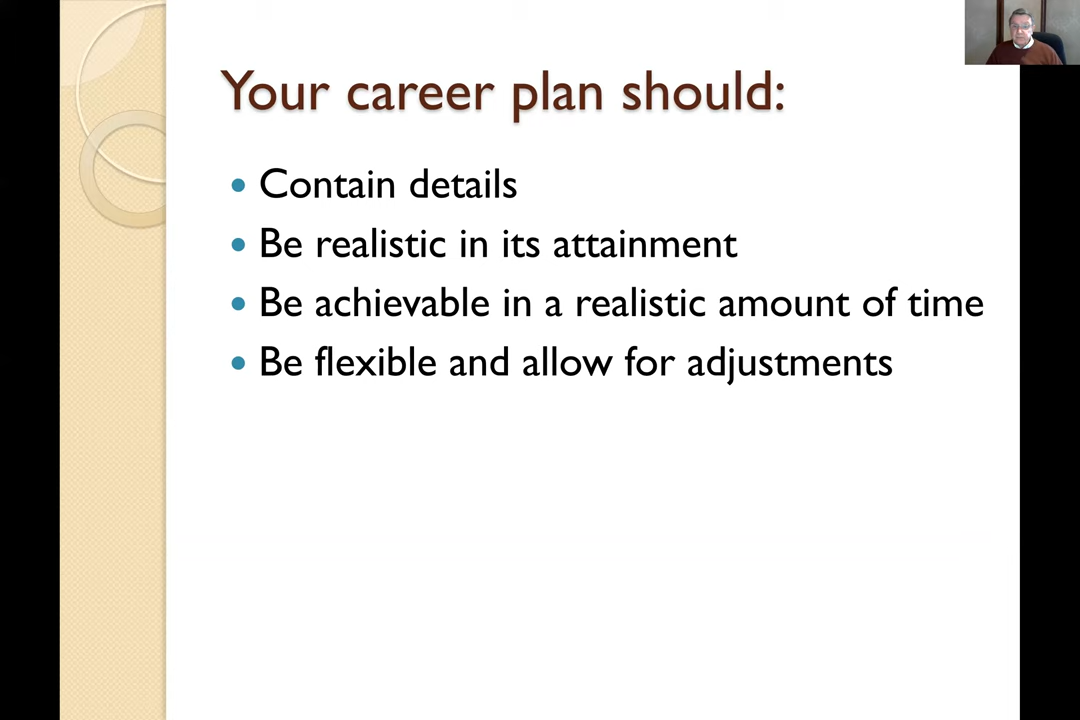 Your career plan should:
Contain details
Be realistic in its attainment
Be achievable in a realistic amount of time
Be flexible and allow for adjustments